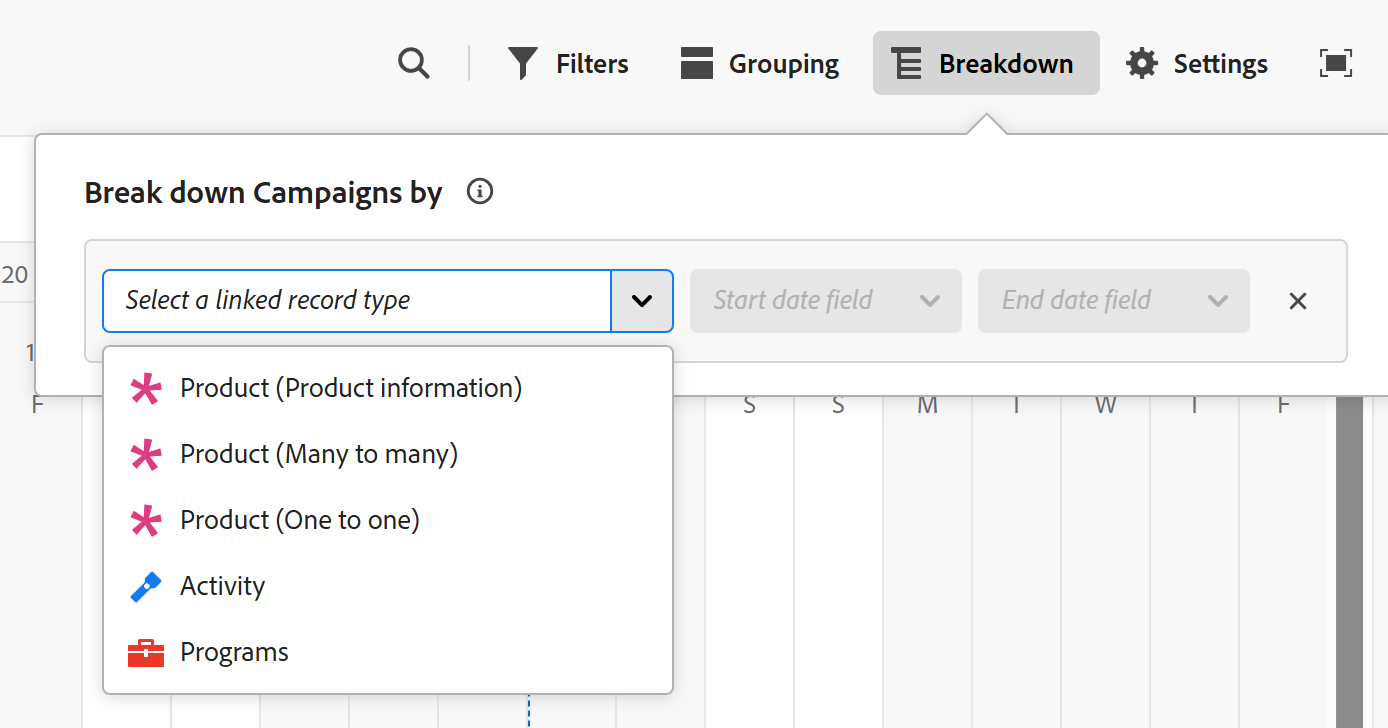 Filters Grouping Breakdown Settings
Break down Campaigns by
20
Select a linked record type Start date field End date field
1
Product (Product information)
F S S M T W T F
Product (Many to many)
Product (One to one)
Activity
Programs